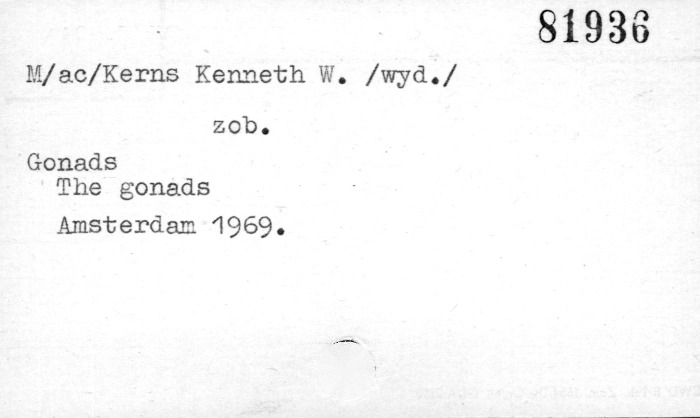 81936
M/ac/Kerns Kenneth W. /wyd./
zob.
Gonads
The gonads
Amsterdam 1969.